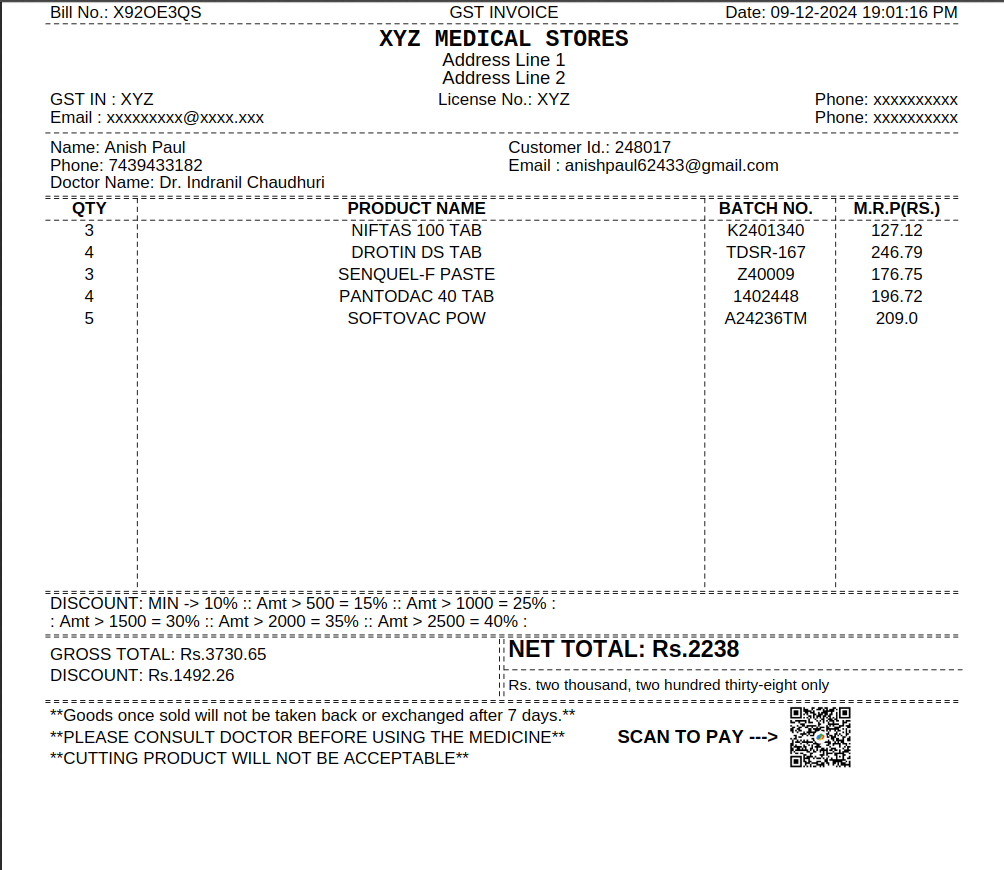 Bill No.: X92OE3QS GST INVOICE Date: 09-12-2024 19:01:16 PM
XYZ MEDICAL STORES
Address Line 1
Address Line 2
GST IN : XYZ License No.: XYZ Phone: xxxxxxxxxx
Email : xxxxxxxxx@xxxx.xxx Phone: xxxxxxxxxx
Name: Anish Paul Customer Id.: 248017
Phone: 7439433182 Email : anishpaul62433@gmail.com
Doctor Name: Dr. Indranil Chaudhuri
QTY PRODUCT NAME BATCH NO. M.R.P(RS.)
3 NIFTAS 100 TAB K2401340 127.12
4 DROTIN DS TAB TDSR-167 246.79
3 SENQUEL-F PASTE Z40009 176.75
4 PANTODAC 40 TAB 1402448 196.72
5 SOFTOVAC POW A24236TM 209.0
DISCOUNT: MIN -> 10% :: Amt > 500 = 15% :: Amt > 1000 = 25% :
: Amt > 1500 = 30% :: Amt > 2000 = 35% :: Amt > 2500 = 40% :
GROSS TOTAL: Rs.3730.65 NET TOTAL: Rs.2238
DISCOUNT: Rs.1492.26 Rs. two thousand, two hundred thirty-eight only
**Goods once sold will not be taken back or exchanged after 7 days.**
**PLEASE CONSULT DOCTOR BEFORE USING THE MEDICINE** SCAN TO PAY --->
**CUTTING PRODUCT WILL NOT BE ACCEPTABLE**